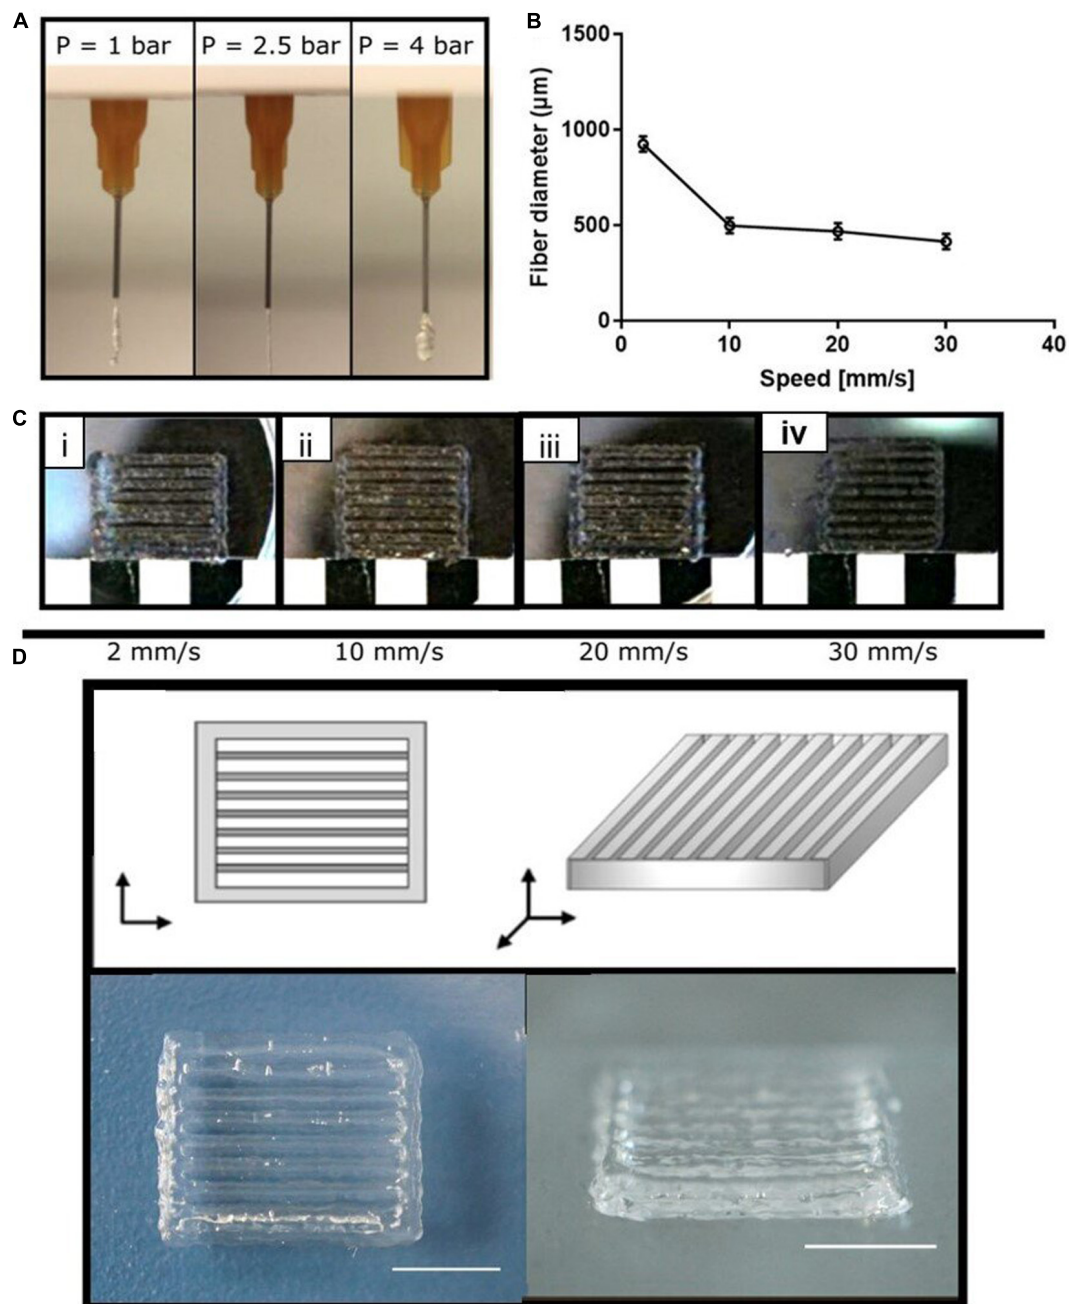 A
P = 1 bar
P = 2.5 bar
P = 4 bar
B
1500
1000
500
0
Fiber diameter (µm)
0
10
20
30
40
Speed [mm/s]
C
i
ii
iii
iv
2 mm/s
10 mm/s
20 mm/s
30 mm/s
D